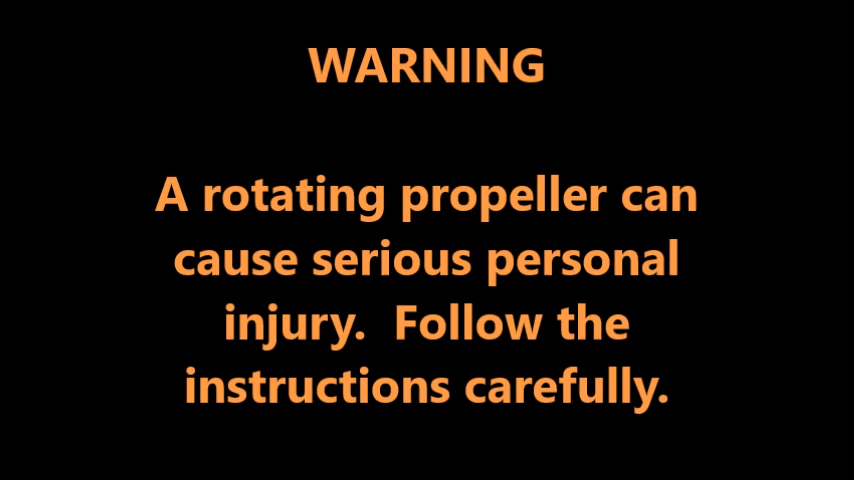 WARNING
A rotating propeller can
cause serious personal
injury.  Follow the
instructions carefully.